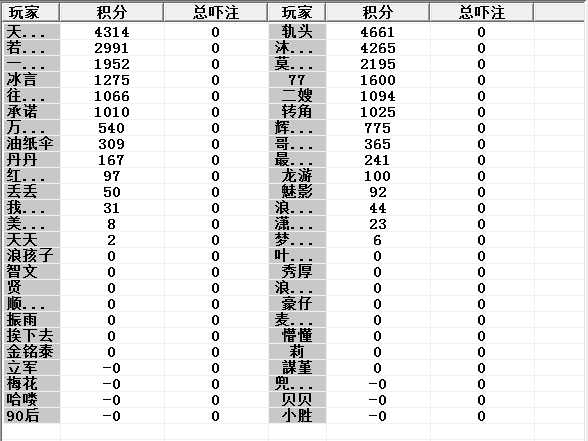 玩家 积分 总吓注 玩家 积分 总吓注
天... 4314 0 轨头 4661 0
若... 2991 0 沐... 4265 0
一... 1952 0 莫... 2195 0
冰言 1275 0 77 1600 0
往... 1066 0 二嫂 1094 0
承诺 1010 0 转角 1025 0
万... 540 0 辉... 775 0
油纸伞 309 0 哥... 365 0
丹丹 167 0 最... 241 0
红... 97 0 龙游 100 0
丢丢 50 0 魅影 92 0
我... 31 0 浪... 44 0
美... 8 0 潇... 23 0
天天 2 0 梦... 6 0
浪孩子 0 0 叶... 0 0
智文 0 0 秀厚 0 0
贤 0 0 浪... 0 0
顺... 0 0 豪仔 0 0
振雨 0 0 麦... 0 0
挨下去 0 0 懵懂 0 0
金铭泰 0 0 莉 0 0
立军 -0 0 謀堇 0 0
梅花 -0 0 兜... -0 0
哈喽 -0 0 贝贝 -0 0
90后 -0 0 小胜 -0 0